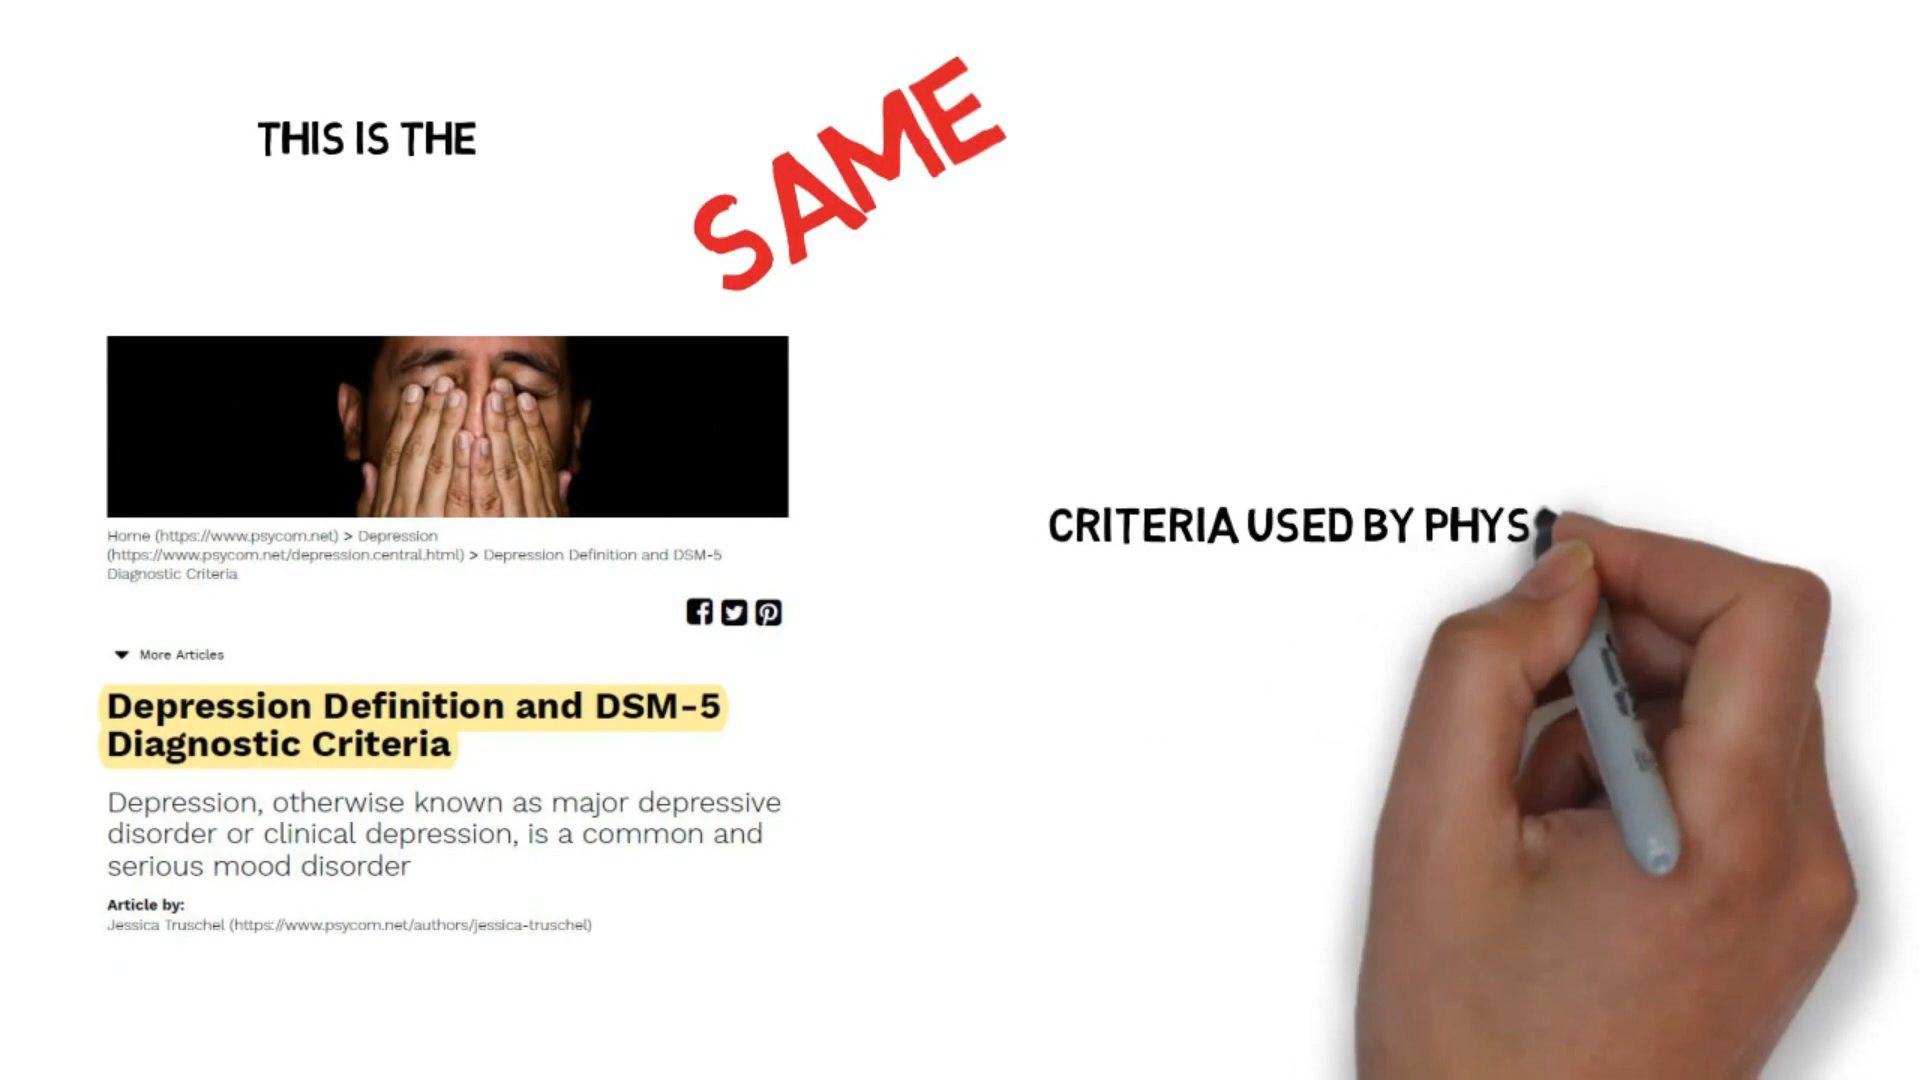 THIS IS THE
SAME
Home (https://www.psycom.net) > Depression
(https://www.psycom.net/depression.central.html) > Depression Definition and DSM-5
Diagnostic Criteria
More Articles
Depression Definition and DSM-5
Diagnostic Criteria
Depression, otherwise known as major depressive
disorder or clinical depression, is a common and
serious mood disorder
Article by:
Jessica Truschel (https://www.psycom.net/authors/jessica-truschel)
CRITERIA USED BY PHYS